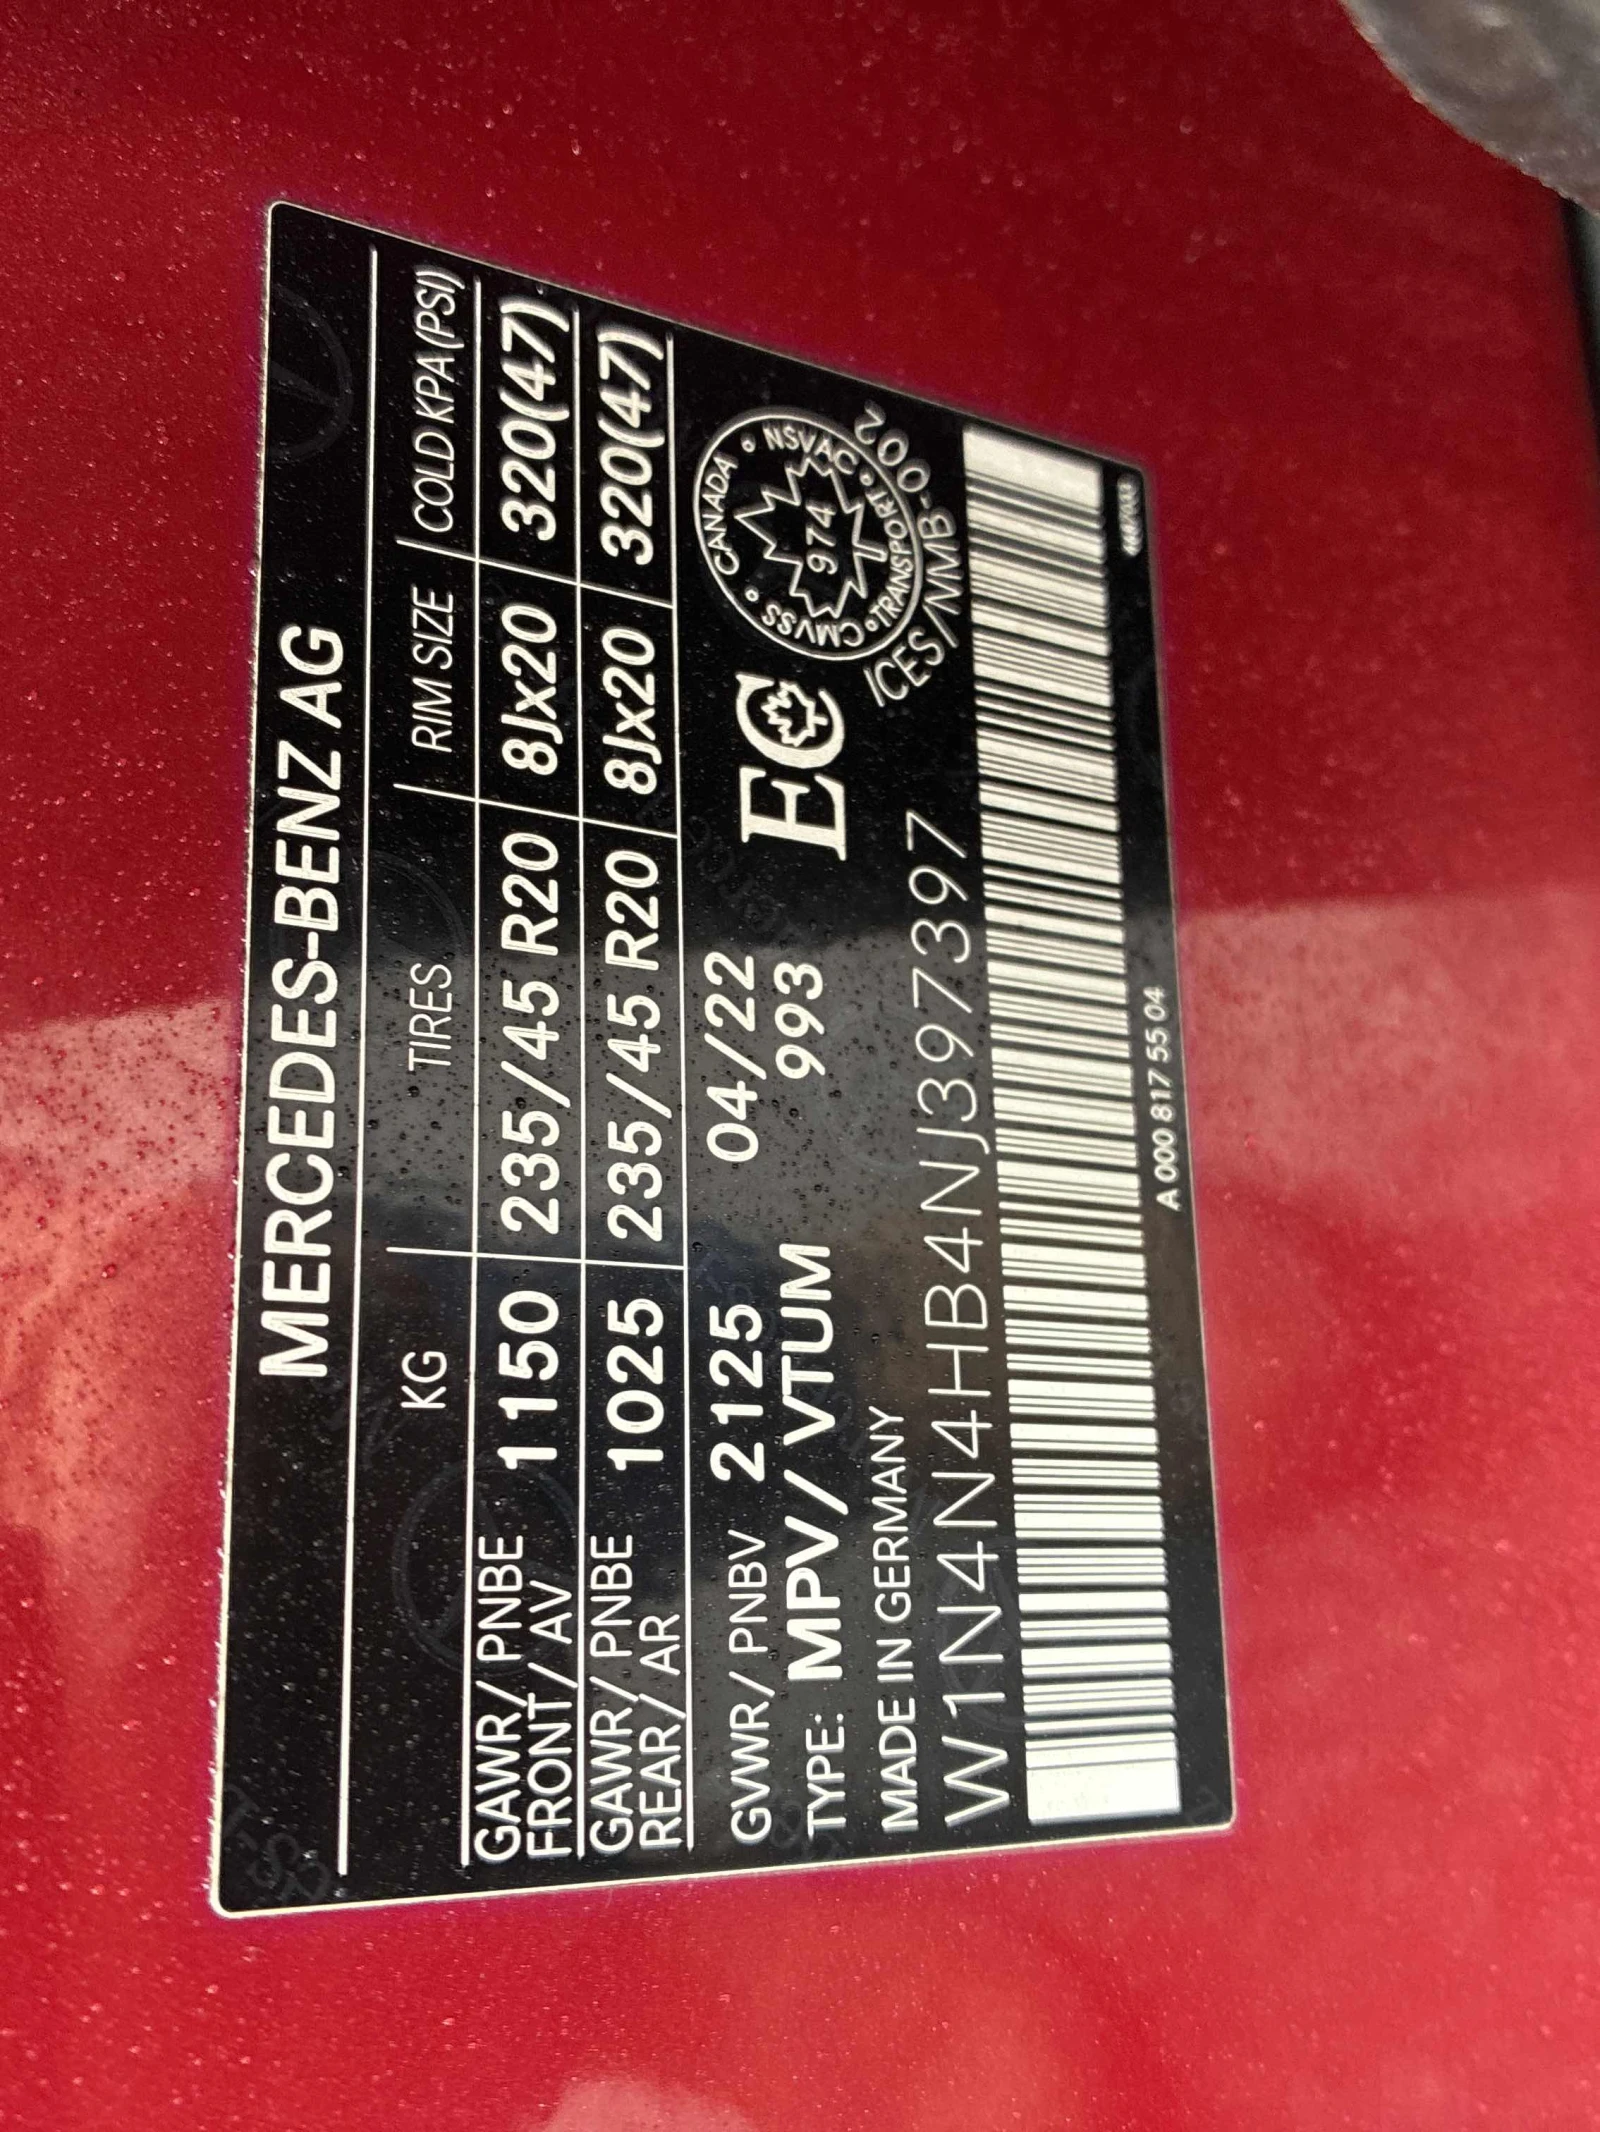 MERCEDES-BENZ AG
KG TIRES RIM SIZE COLD KPA(PSI)
GAWR/ PNBE
FRONT/ AV 1150 235/45 R20 8Jx20 320(47)
GAWR/ PNBE
REAR/ AR 1025 235/45 R20 8Jx20 320(47)
GVWR/ PNBV 2125 04/22
TYPE: MPV/VTUM 993
EC
CANADA NSVAC TRANSPORT CMVSS
974
ICES/NMB-002
MADE IN GERMANY
W1N4N4HB4NJ397397
A 000 817 55 04